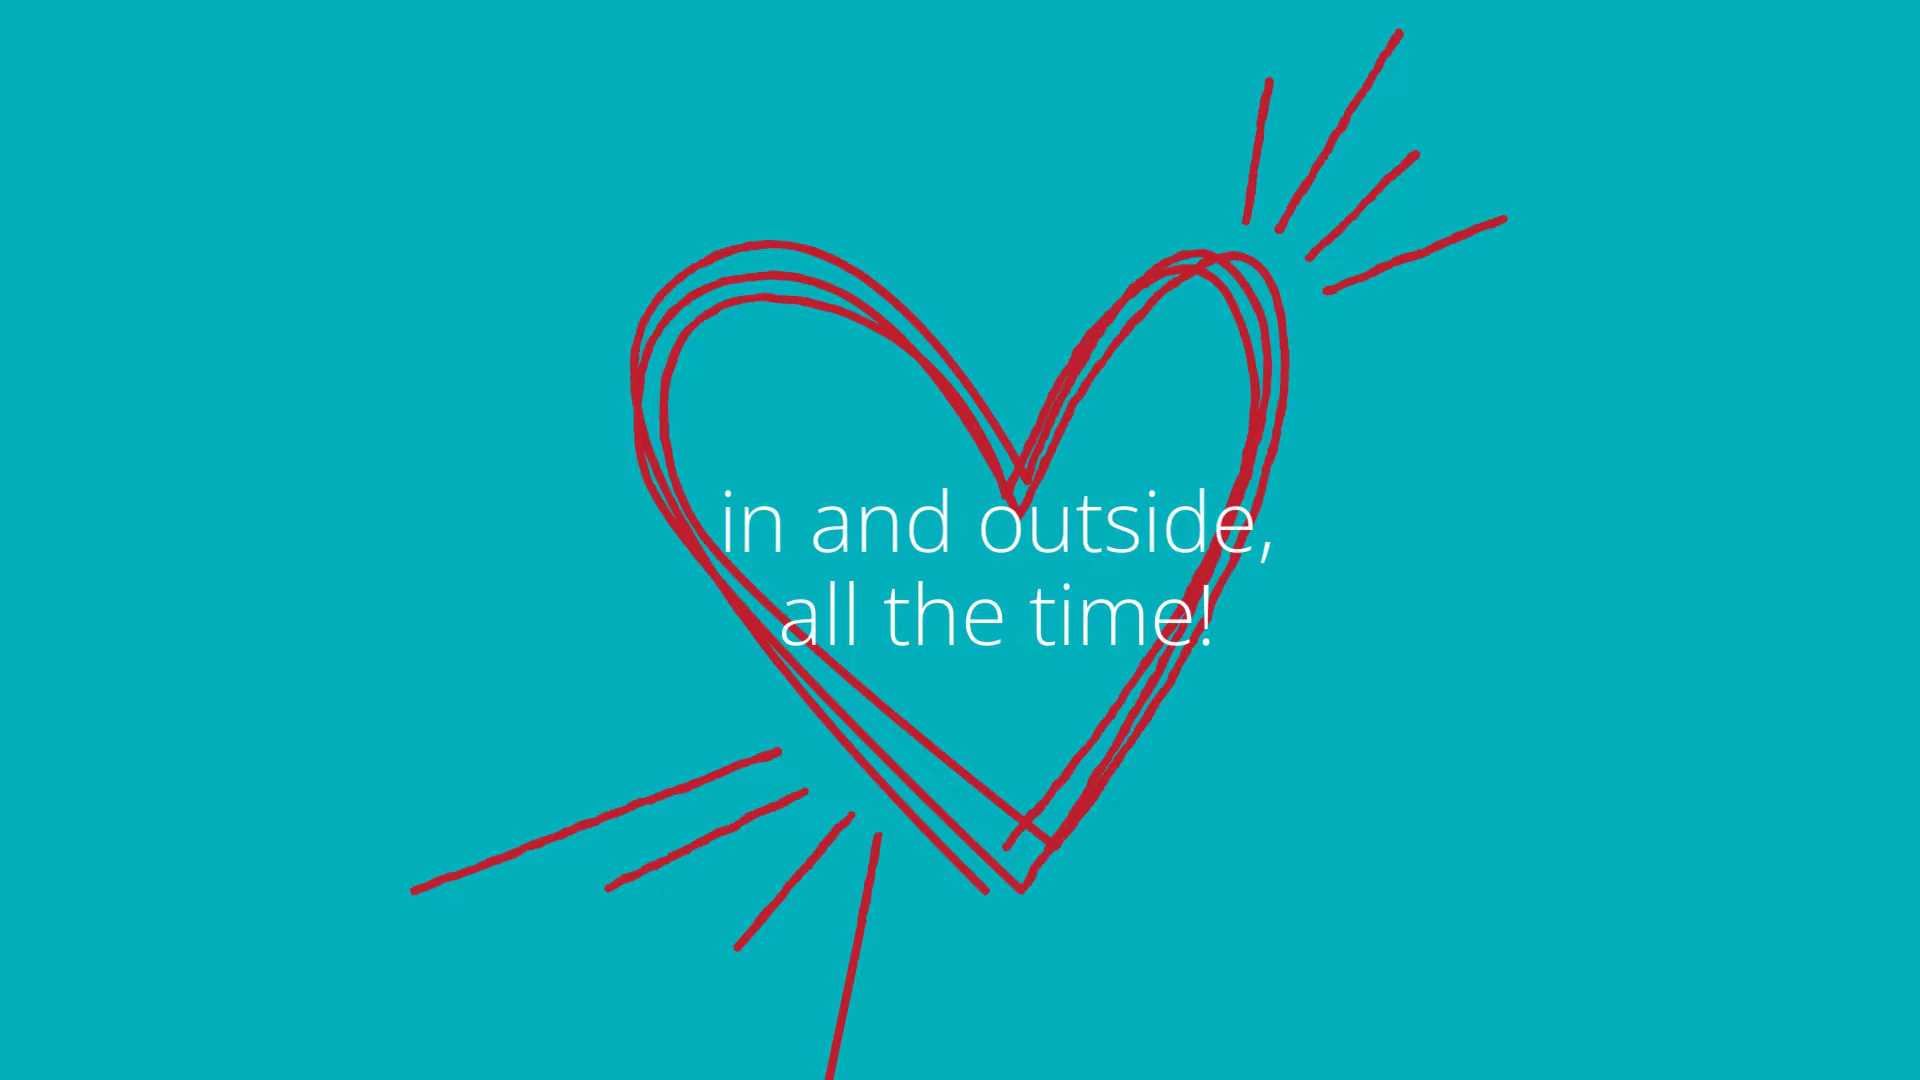 in and outside,
all the time!